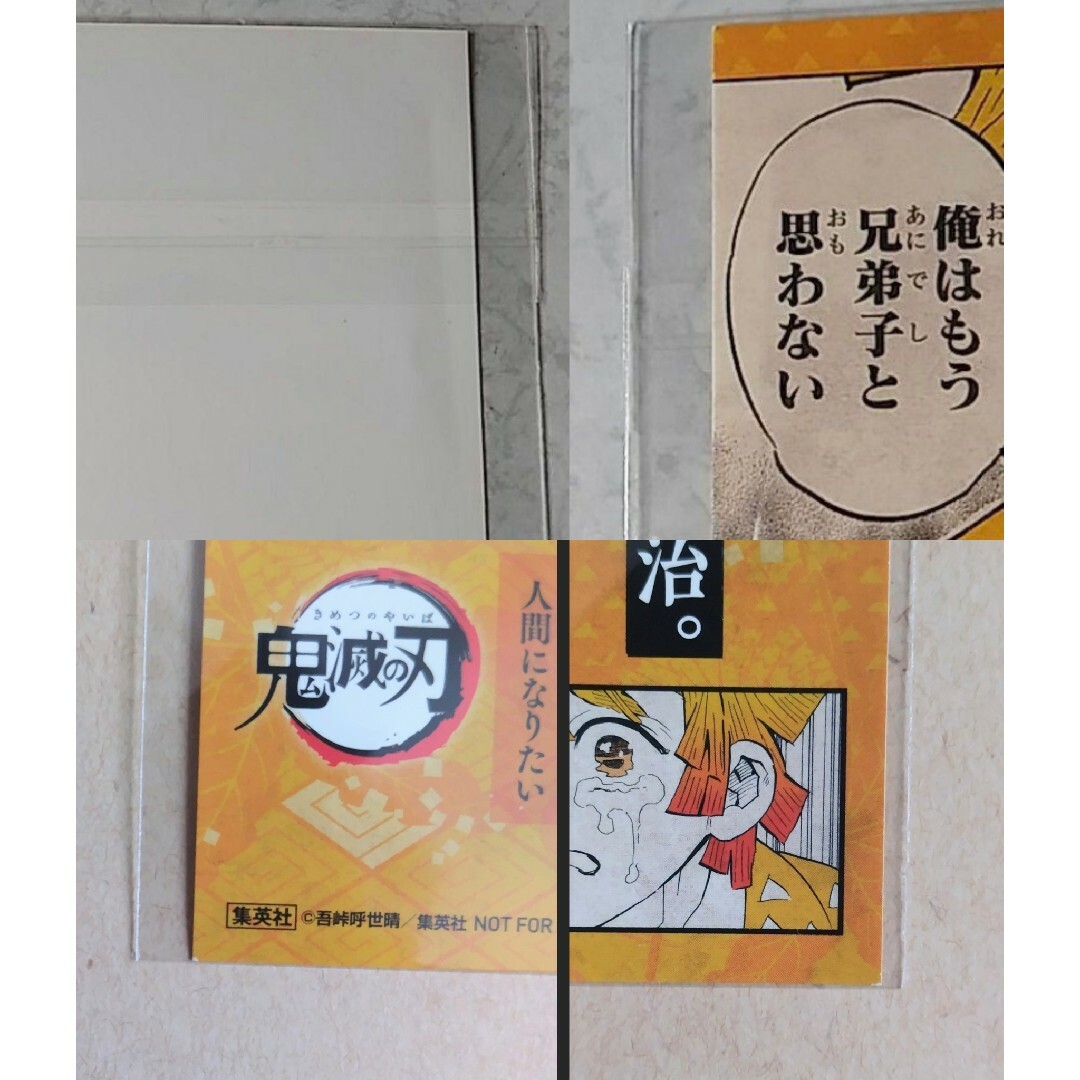 俺はもう
おれ
兄弟子と
あにでし
思わない
おも
きめつのやいば
鬼滅の刃
人間になりたい
集英社 ©吾峠呼世晴／集英社 NOT FOR
治。